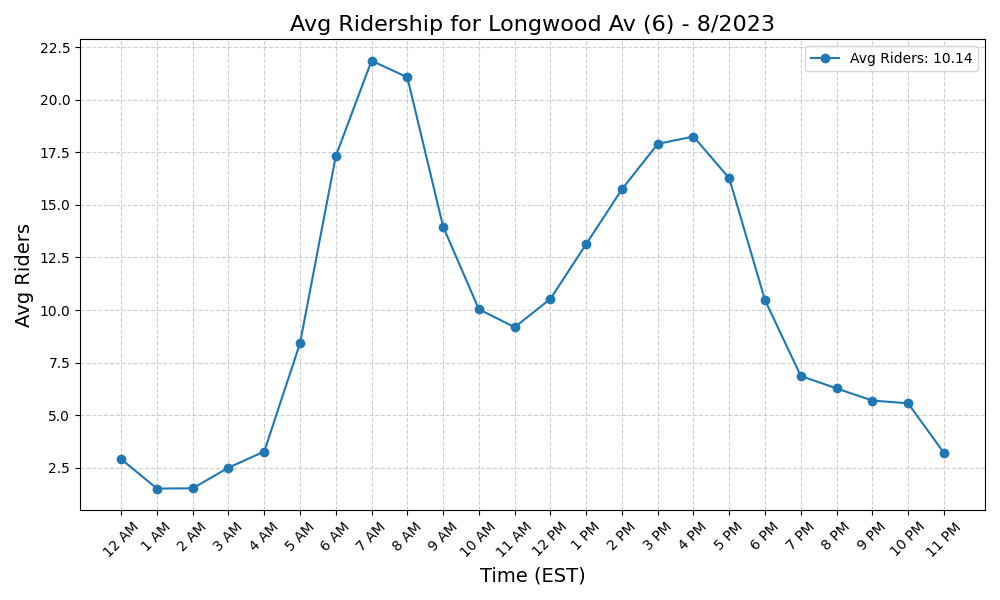 Avg Ridership for Longwood Av (6) - 8/2023
Avg Riders: 10.14
22.5
20.0
17.5
15.0
12.5
10.0
7.5
5.0
2.5
Avg Riders
12 AM
1 AM
2 AM
3 AM
4 AM
5 AM
6 AM
7 AM
8 AM
9 AM
10 AM
11 AM
12 PM
1 PM
2 PM
3 PM
4 PM
5 PM
6 PM
7 PM
8 PM
9 PM
10 PM
11 PM
Time (EST)